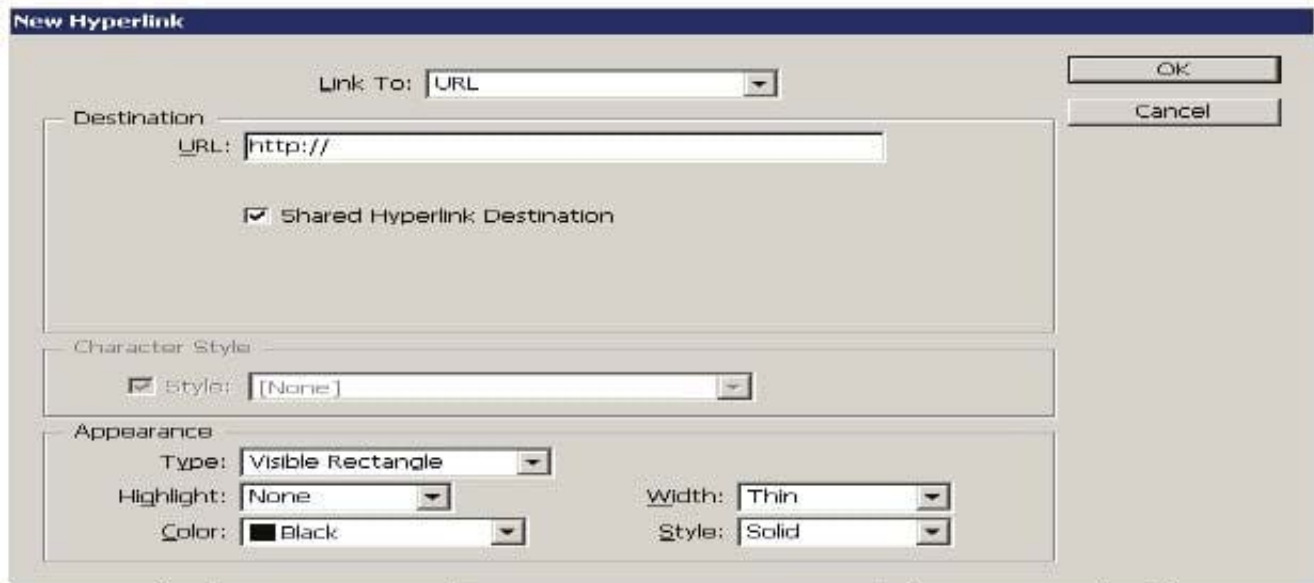 New Hyperlink
Link To: URL
OK
Cancel
Destination
URL: http://
Shared Hyperlink Destination
Character Style
Style: [None]
Appearance
Type: Visible Rectangle
Highlight: None
Width: Thin
Color: Black
Style: Solid